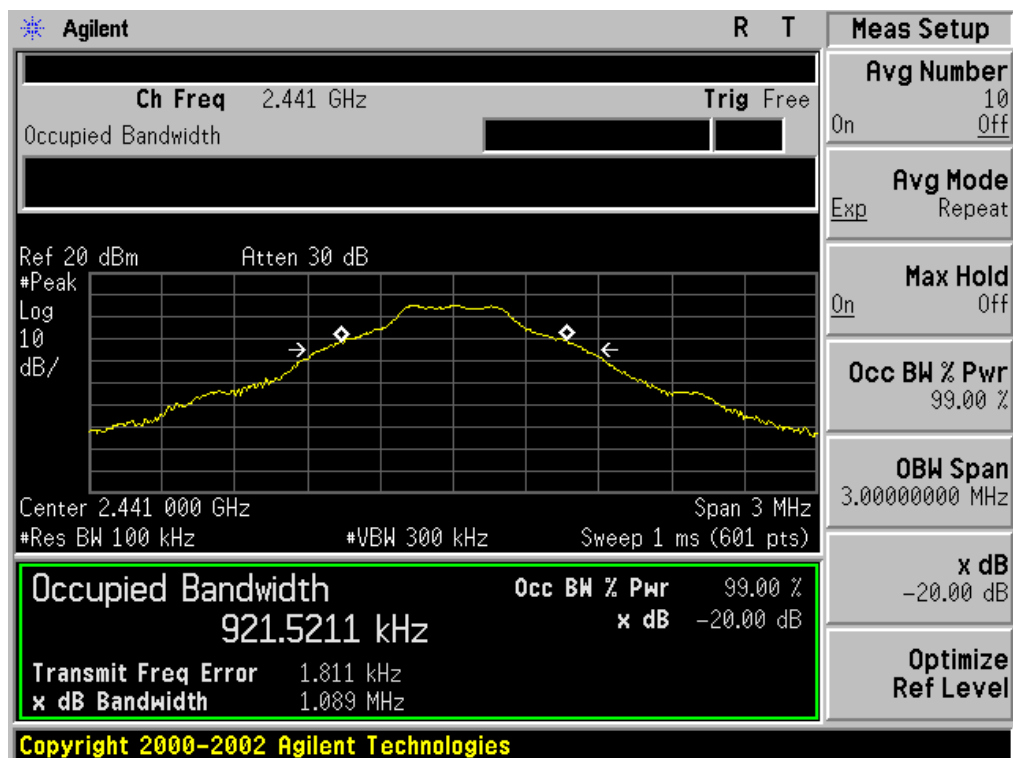 Agilent R T Meas Setup
Ch Freq 2.441 GHz Trig Free
Occupied Bandwidth
Avg Number
10
On Off
Avg Mode
Exp Repeat
Max Hold
On Off
Occ BW % Pwr
99.00 %
OBW Span
3.00000000 MHz
x dB
-20.00 dB
Optimize
Ref Level
Ref 20 dBm Atten 30 dB
#Peak
Log
10
dB/
Center 2.441 000 GHz Span 3 MHz
#Res BW 100 kHz #VBW 300 kHz Sweep 1 ms (601 pts)
Occupied Bandwidth Occ BW % Pwr 99.00 %
921.5211 kHz x dB -20.00 dB
Transmit Freq Error 1.811 kHz
x dB Bandwidth 1.089 MHz
Copyright 2000-2002 Agilent Technologies